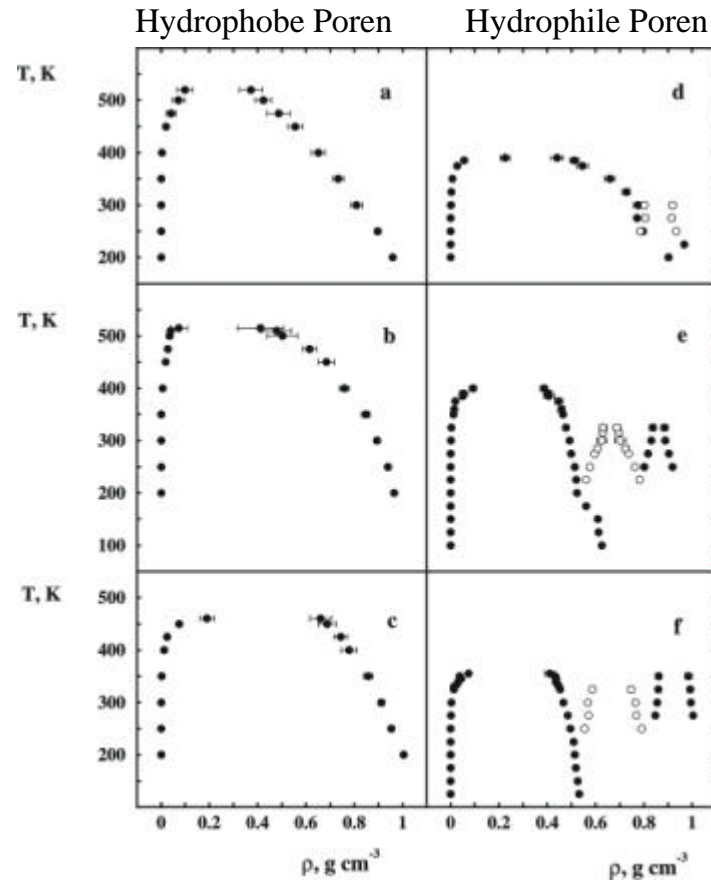 Hydrophobe Poren Hydrophile Poren
T, K
500
400
300
200
a
d
T, K
500
400
300
200
100
b
e
T, K
500
400
300
200
c
f
0 0.2 0.4 0.6 0.8 1 0 0.2 0.4 0.6 0.8 1
ρ, g cm⁻³ ρ, g cm⁻³